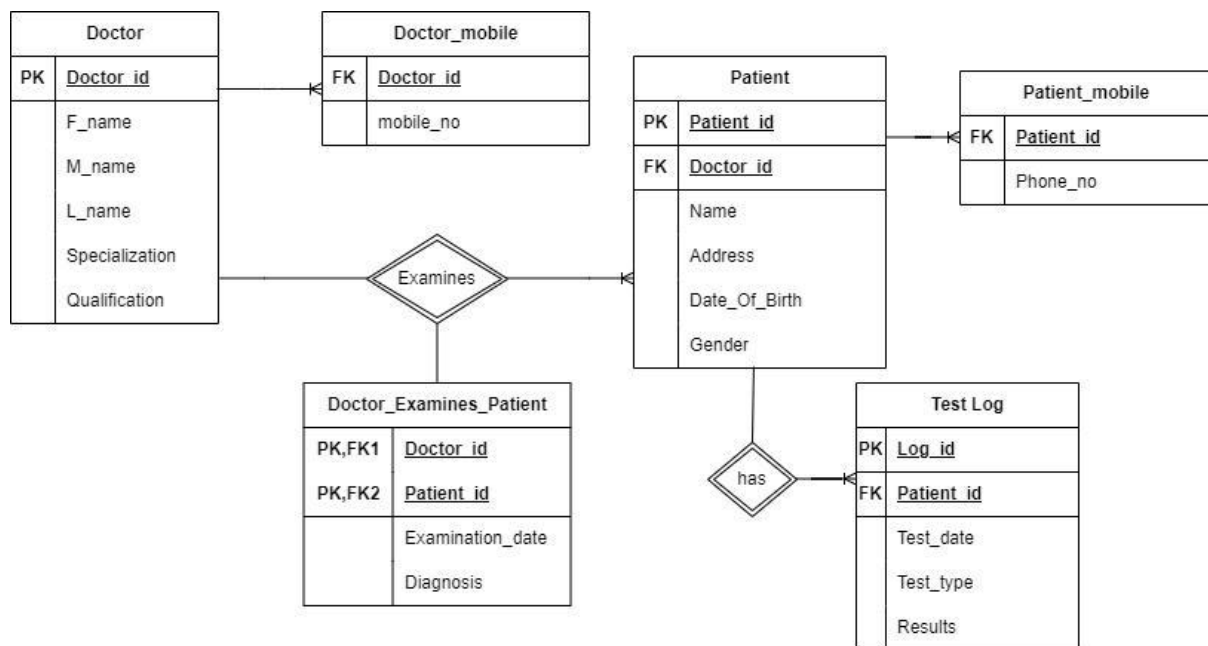 Doctor
PK Doctor_id
F_name
M_name
L_name
Specialization
Qualification
Doctor_mobile
FK Doctor_id
mobile_no
Patient
PK Patient_id
FK Doctor_id
Name
Address
Date_Of_Birth
Gender
Patient_mobile
FK Patient_id
Phone_no
Examines
Doctor_Examines_Patient
PK,FK1 Doctor_id
PK,FK2 Patient_id
Examination_date
Diagnosis
has
Test Log
PK Log_id
FK Patient_id
Test_date
Test_type
Results